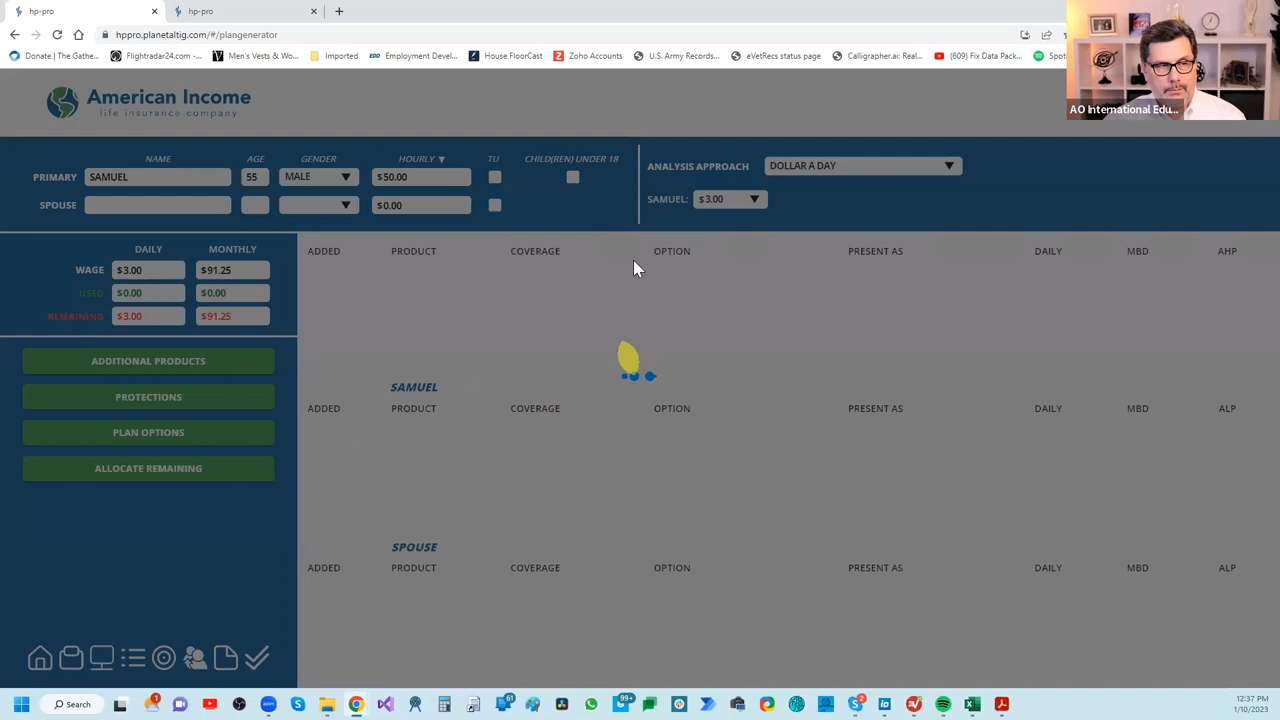 hp-pro
hp-pro
hppro.planetaltig.com/#/plangenerator
Donate | The Gathe...
Flightradar24.com -...
Men's Vests & Wo...
Imported
EDD Employment Devel...
House FloorCast
Zoho Accounts
U.S. Army Records...
eVetRecs status page
Calligrapher.ai: Real...
(609) Fix Data Pack...
Spot
AO International Edu...
American Income
life insurance company
NAME AGE GENDER HOURLY ▼ TU CHILD(REN) UNDER 18
PRIMARY SAMUEL 55 MALE $50.00
SPOUSE $0.00
ANALYSIS APPROACH DOLLAR A DAY
SAMUEL: $3.00
DAILY MONTHLY
WAGE $3.00 $91.25
USED $0.00 $0.00
REMAINING $3.00 $91.25
ADDITIONAL PRODUCTS
PROTECTIONS
PLAN OPTIONS
ALLOCATE REMAINING
ADDED PRODUCT COVERAGE OPTION PRESENT AS DAILY MBD AHP
SAMUEL
ADDED PRODUCT COVERAGE OPTION PRESENT AS DAILY MBD ALP
SPOUSE
ADDED PRODUCT COVERAGE OPTION PRESENT AS DAILY MBD ALP
Search
1
61
99+
2
12:37 PM
1/10/2023